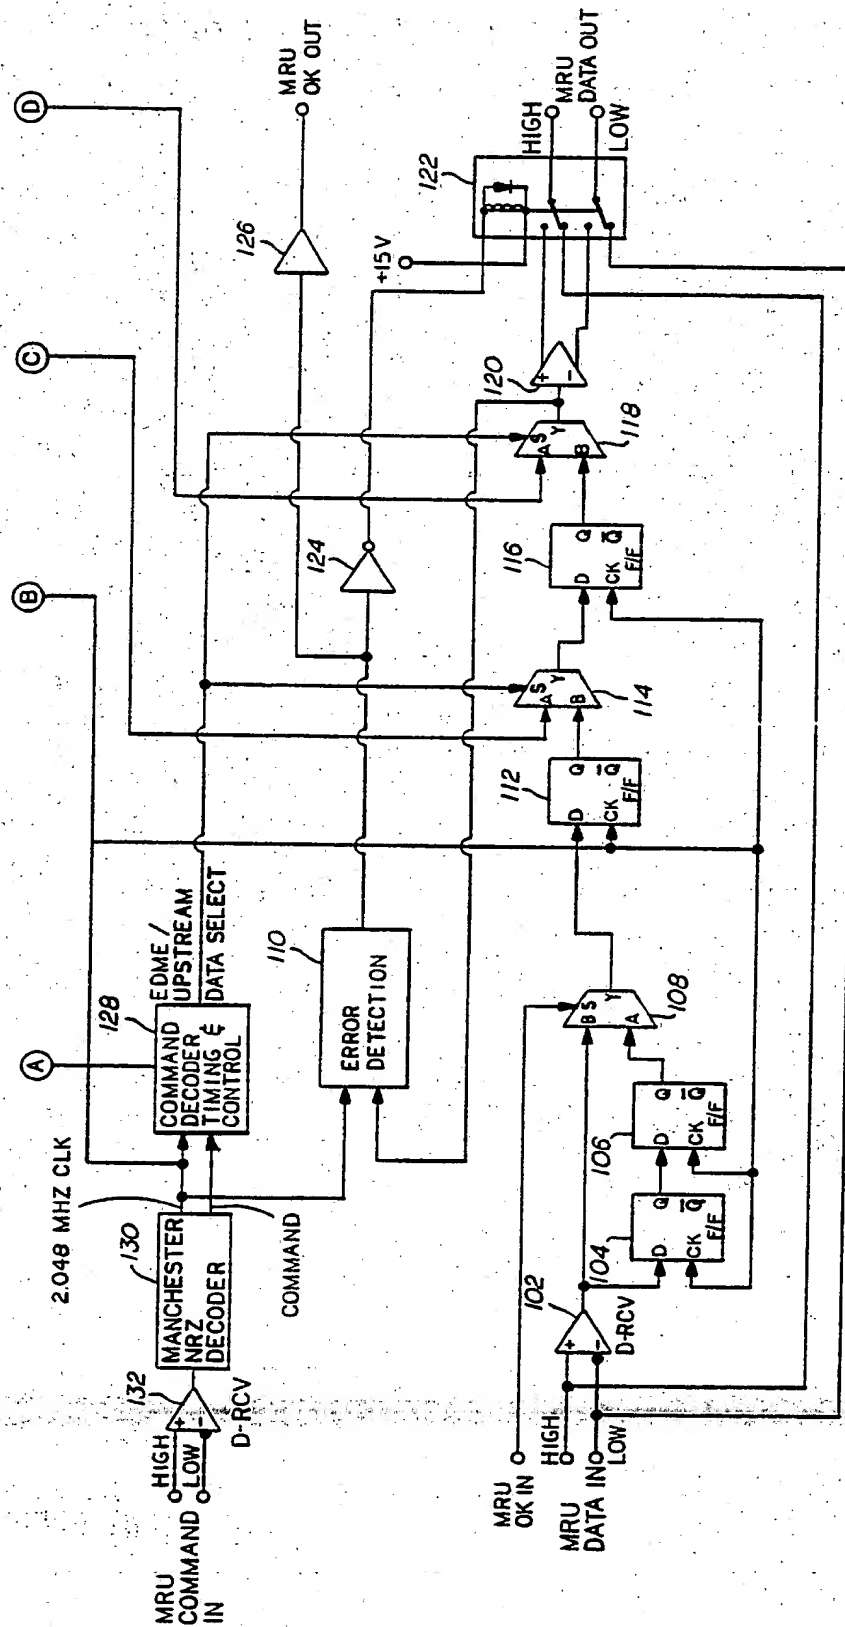 A
B
C
D
MRU
COMMAND
IN
HIGH
LOW
132
D-RCV
MANCHESTER
NRZ
DECODER
130
2.048 MHZ CLK
COMMAND
COMMAND
DECODER
TIMING &
CONTROL
128
EDME/
UPSTREAM
DATA SELECT
ERROR
DETECTION
110
124
126
MRU
OK OUT
+15V
122
HIGH
MRU
DATA OUT
LOW
MRU
OK IN
HIGH
MRU
DATA IN
LOW
+
-
102
D-RCV
104
D
Q
CK
Q
F/F
106
D
Q
CK
Q
F/F
B
S
Y
A
108
112
D
Q
CK
Q
F/F
A
S
Y
B
114
116
D
Q
CK
Q
F/F
A
S
Y
B
118
+
-
120
+
-